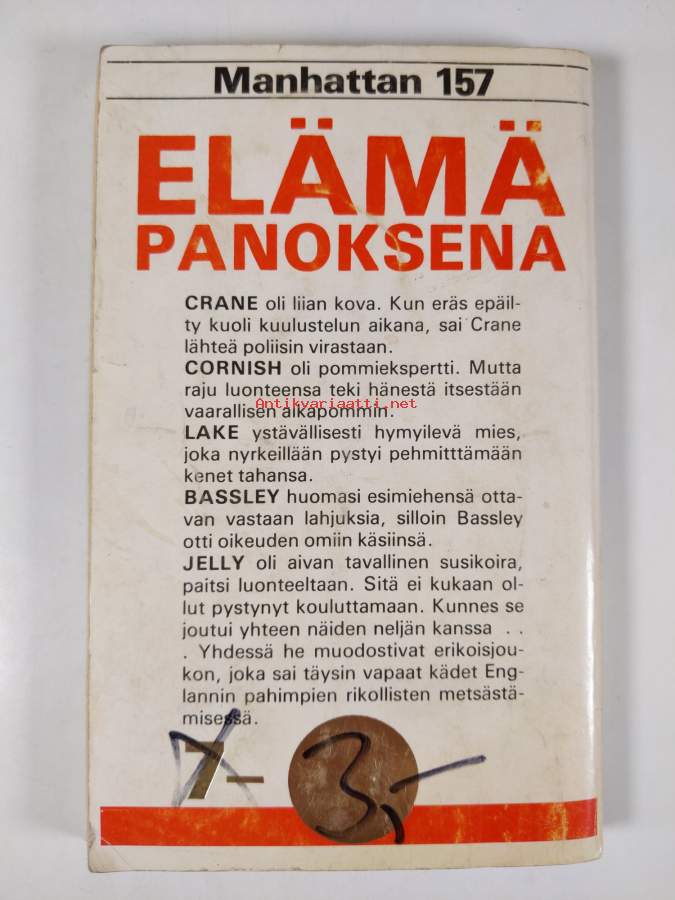 Manhattan 157
ELÄMÄ
PANOKSENA
CRANE oli liian kova. Kun eräs epäil-
ty kuoli kuulustelun aikana, sai Crane
lähteä poliisin virastaan.
CORNISH oli pommiekspertti. Mutta
raju luonteensa teki hänestä itsestään
Antikvariaatti.net
vaarallisen aikapommin.
LAKE ystävällisesti hymyilevä mies,
joka nyrkeillään pystyi pehmitttämään
kenet tahansa.
BASSLEY huomasi esimiehensä otta-
van vastaan lahjuksia, silloin Bassley
otti oikeuden omiin käsiinsä.
JELLY oli aivan tavallinen susikoira,
paitsi luonteeltaan. Sitä ei kukaan ol-
lut pystynyt kouluttamaan. Kunnes se
joutui yhteen näiden neljän kanssa . .
. Yhdessä he muodostivat erikoisjou-
kon, joka sai täysin vapaat kädet Eng-
lannin pahimpien rikollisten metsästä-
misessä.
7— 3,-